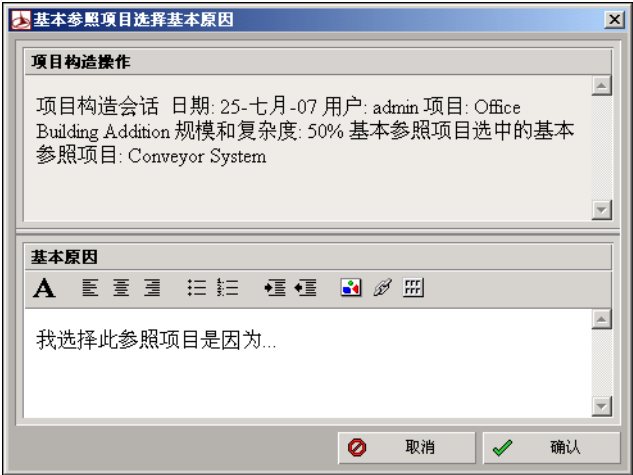 基本参照项目选择基本原因
项目构造操作
项目构造会话 日期: 25-七月-07 用户: admin 项目: Office
Building Addition 规模和复杂度: 50% 基本参照项目选中的基本
参照项目: Conveyor System
基本原因
A
我选择此参照项目是因为...
取消
确认